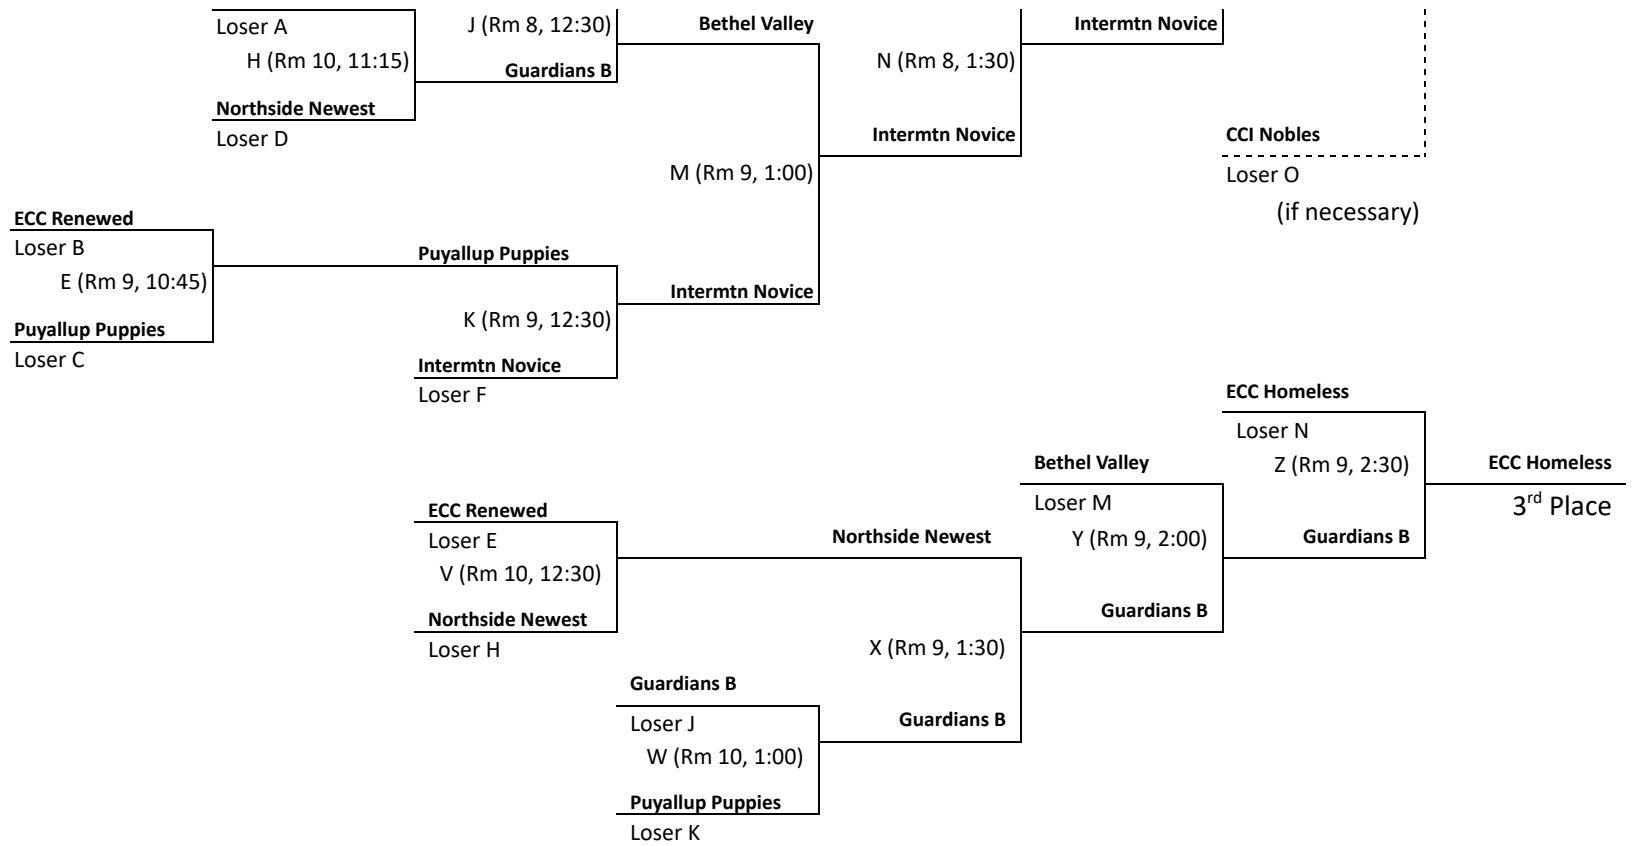 Loser A
J (Rm 8, 12:30)
Bethel Valley
Intermtn Novice
H (Rm 10, 11:15)
Guardians B
N (Rm 8, 1:30)
Northside Newest
Loser D
Intermtn Novice
CCI Nobles
M (Rm 9, 1:00)
Loser O
(if necessary)
ECC Renewed
Loser B
Puyallup Puppies
E (Rm 9, 10:45)
Intermtn Novice
K (Rm 9, 12:30)
Puyallup Puppies
Loser C
Intermtn Novice
Loser F
ECC Homeless
Loser N
Bethel Valley
Z (Rm 9, 2:30)
ECC Homeless
Loser M
3rd Place
ECC Renewed
Loser E
Northside Newest
Y (Rm 9, 2:00)
Guardians B
V (Rm 10, 12:30)
Northside Newest
Guardians B
Loser H
X (Rm 9, 1:30)
Guardians B
Loser J
Guardians B
W (Rm 10, 1:00)
Puyallup Puppies
Loser K